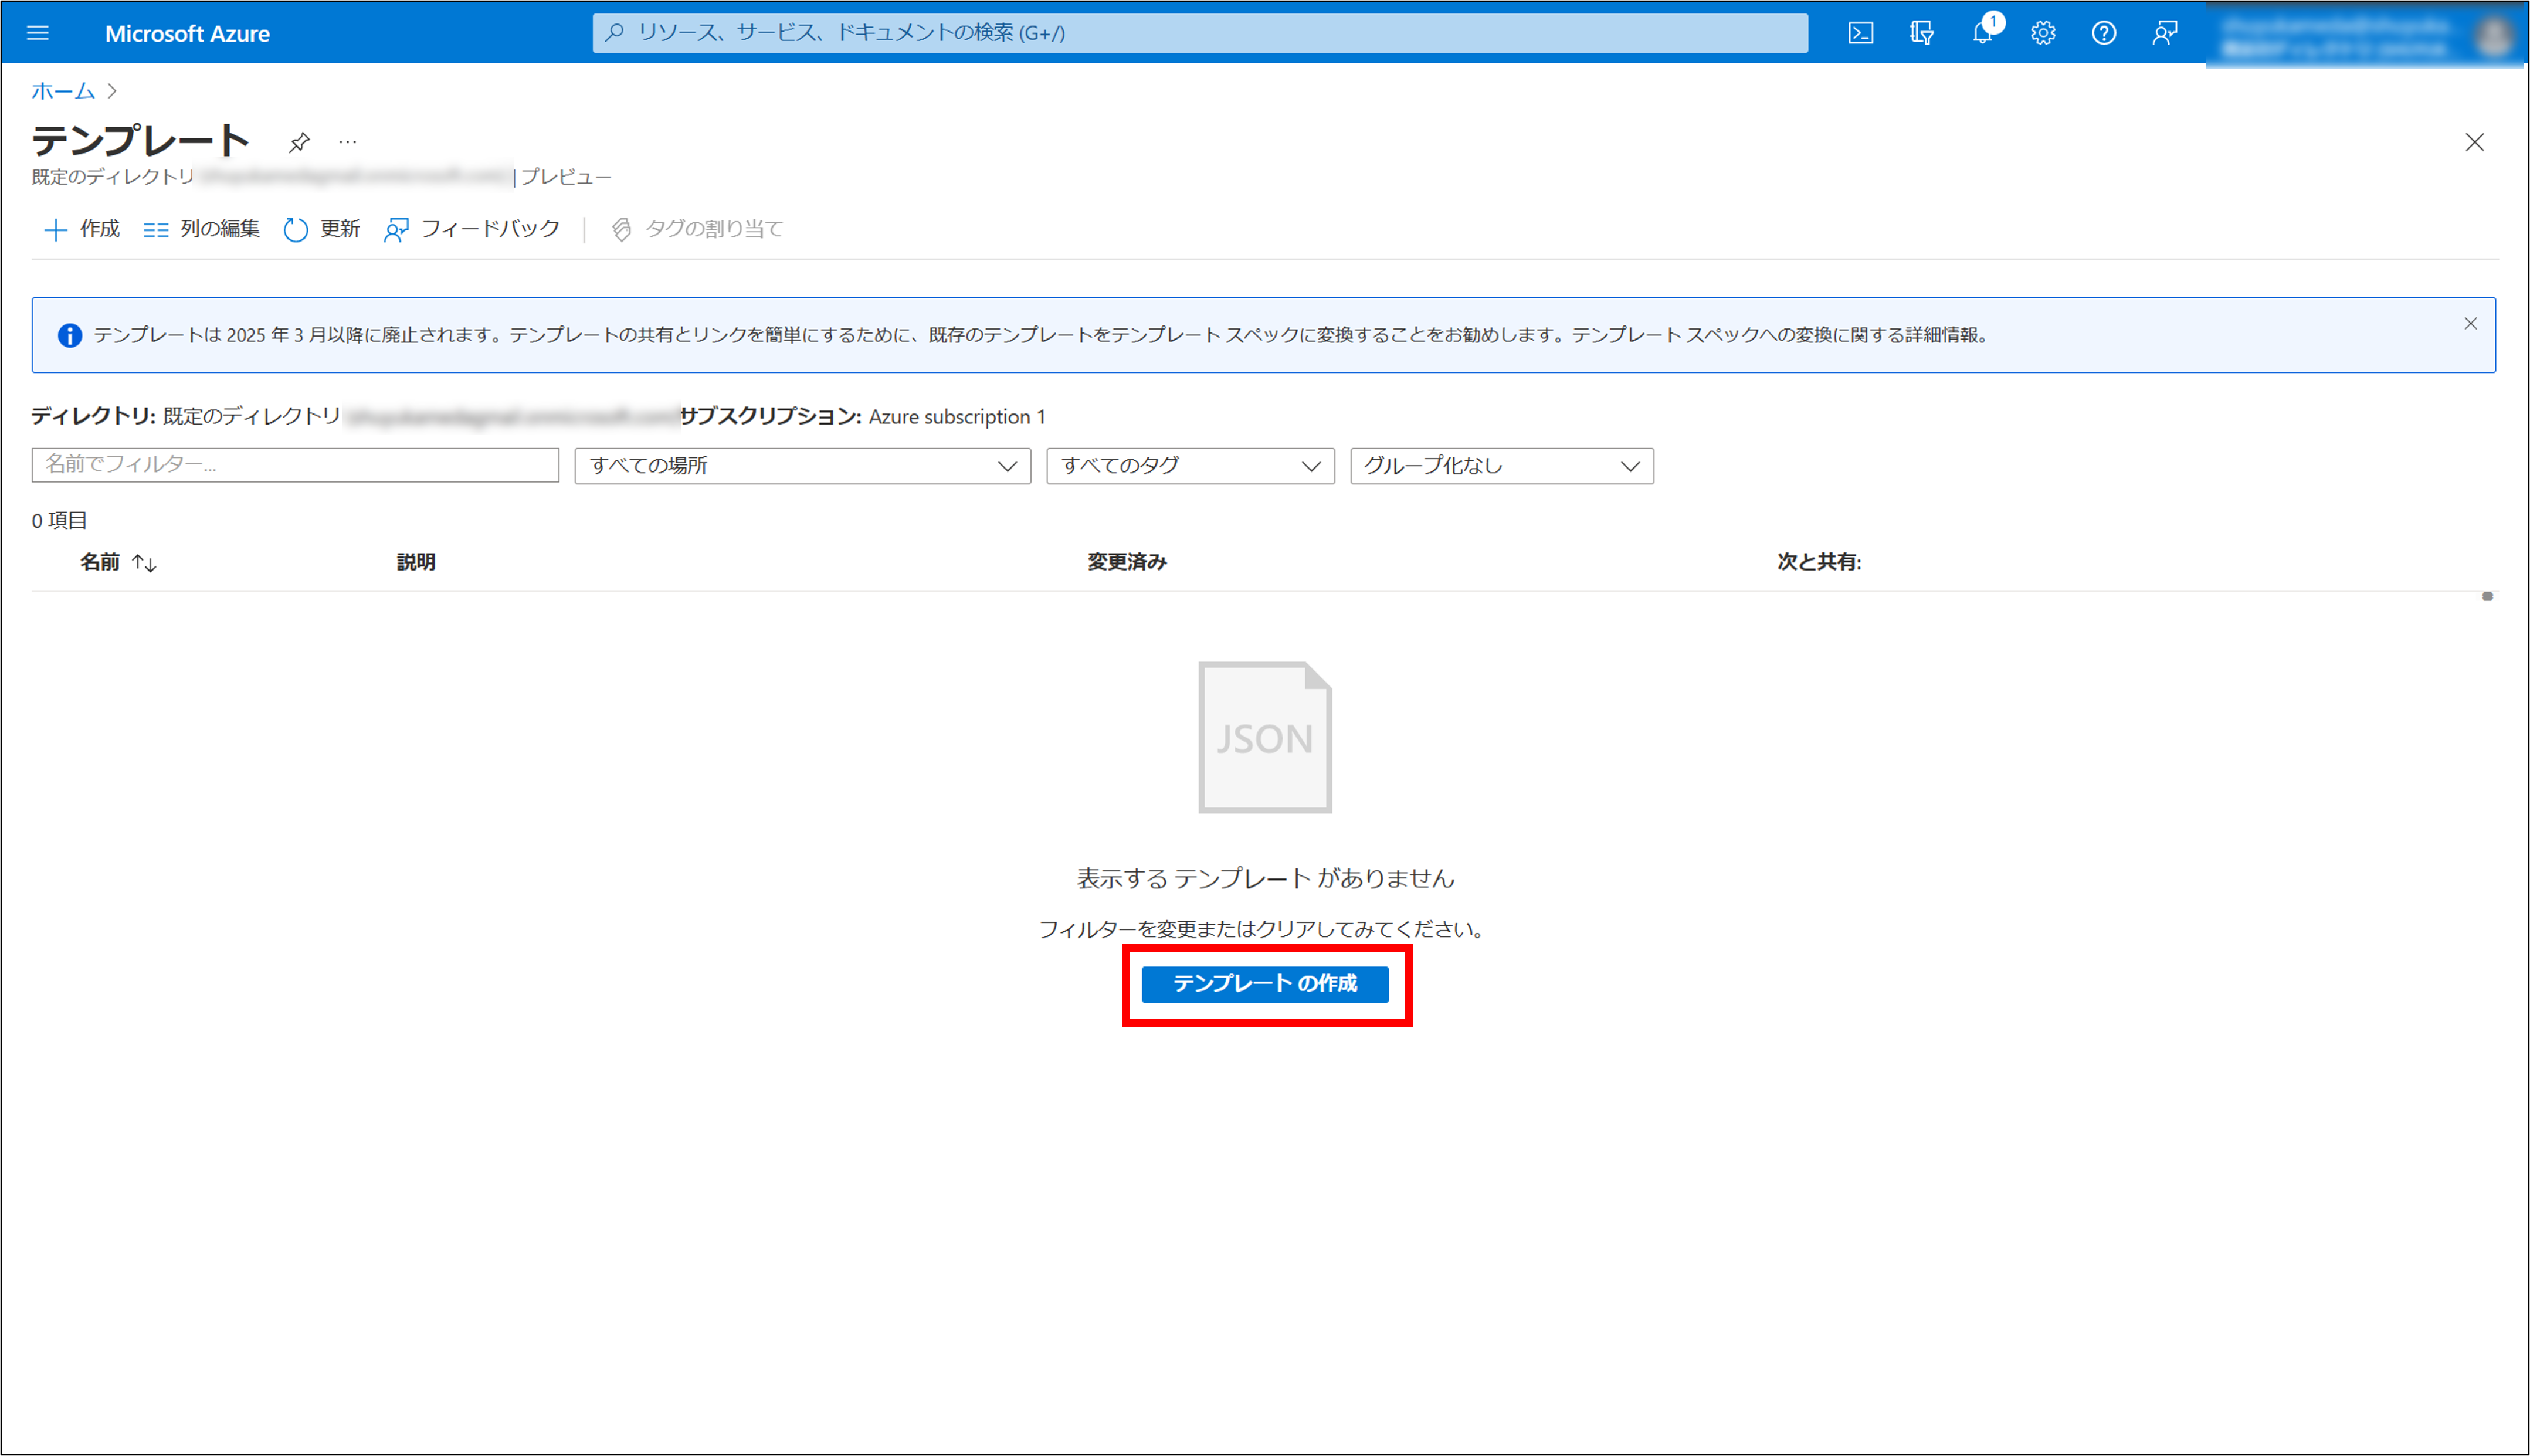 Microsoft Azure
リソース、サービス、ドキュメントの検索 (G+/)
1
ホーム
テンプレート
既定のディレクトリ | プレビュー
作成 列の編集 更新 フィードバック タグの割り当て
テンプレートは 2025 年 3 月以降に廃止されます。テンプレートの共有とリンクを簡単にするために、既存のテンプレートをテンプレート スペックに変換することをお勧めします。テンプレート スペックへの変換に関する詳細情報。
ディレクトリ: 既定のディレクトリ サブスクリプション: Azure subscription 1
名前でフィルター... すべての場所 すべてのタグ グループ化なし
0 項目
名前 ↑↓ 説明 変更済み 次と共有:
JSON
表示する テンプレート がありません
フィルターを変更またはクリアしてみてください。
テンプレート の作成